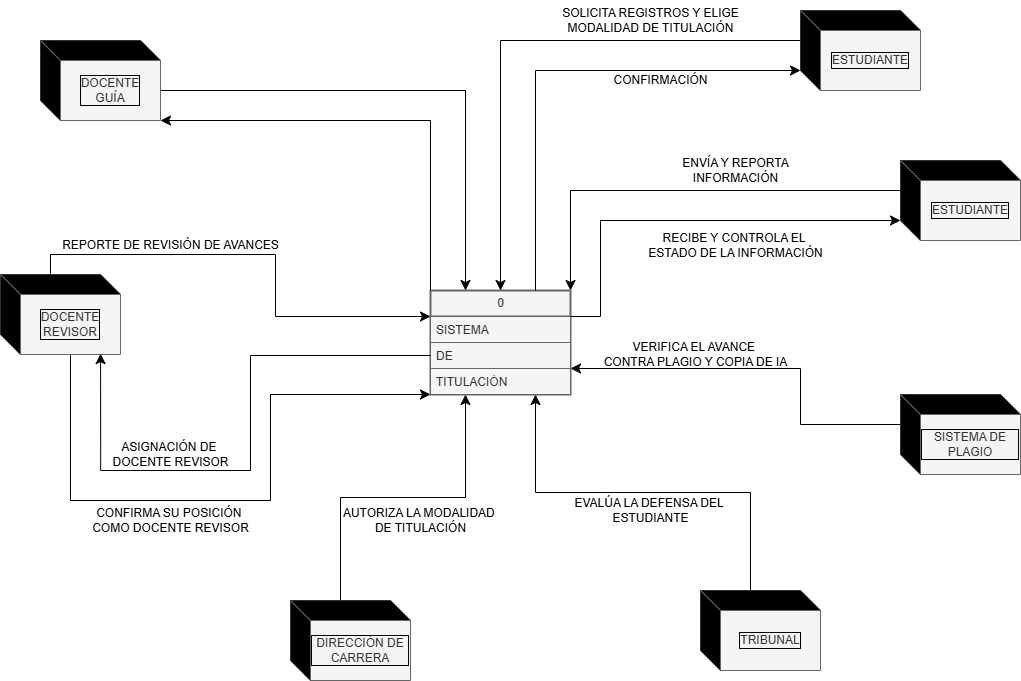 SOLICITA REGISTROS Y ELIGE
MODALIDAD DE TITULACIÓN
ESTUDIANTE
CONFIRMACIÓN
DOCENTE
GUÍA
ENVÍA Y REPORTA
INFORMACIÓN
ESTUDIANTE
RECIBE Y CONTROLA EL
ESTADO DE LA INFORMACIÓN
REPORTE DE REVISIÓN DE AVANCES
DOCENTE
REVISOR
0
SISTEMA
DE
TITULACIÓN
VERIFICA EL AVANCE
CONTRA PLAGIO Y COPIA DE IA
SISTEMA DE
PLAGIO
ASIGNACIÓN DE
DOCENTE REVISOR
CONFIRMA SU POSICIÓN
COMO DOCENTE REVISOR
AUTORIZA LA MODALIDAD
DE TITULACIÓN
EVALÚA LA DEFENSA DEL
ESTUDIANTE
DIRECCIÓN DE
CARRERA
TRIBUNAL